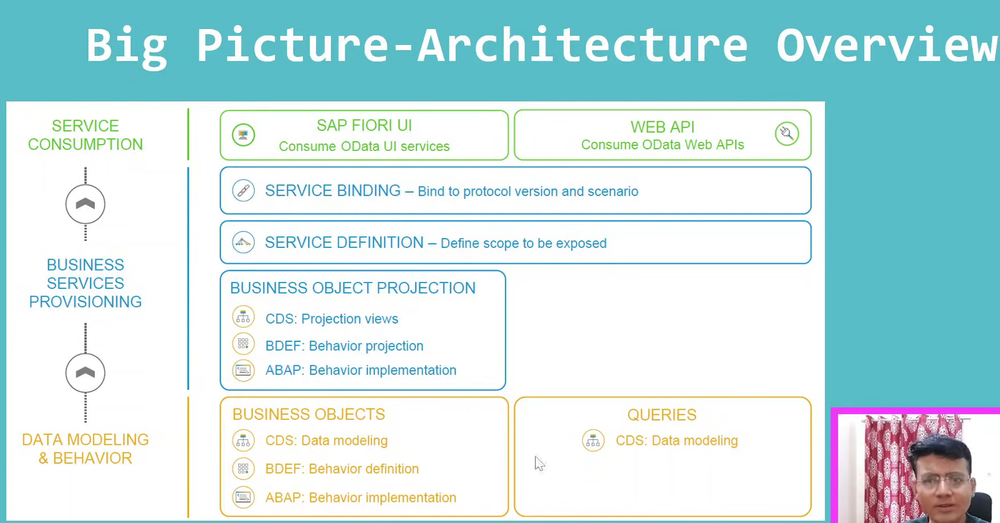 Big Picture-Architecture Overview
SERVICE
CONSUMPTION
SAP FIORI UI
Consume OData UI services
WEB API
Consume OData Web APIs
SERVICE BINDING – Bind to protocol version and scenario
SERVICE DEFINITION – Define scope to be exposed
BUSINESS
SERVICES
PROVISIONING
BUSINESS OBJECT PROJECTION
CDS: Projection views
BDEF: Behavior projection
ABAP: Behavior implementation
DATA MODELING
& BEHAVIOR
BUSINESS OBJECTS
CDS: Data modeling
BDEF: Behavior definition
ABAP: Behavior implementation
QUERIES
CDS: Data modeling